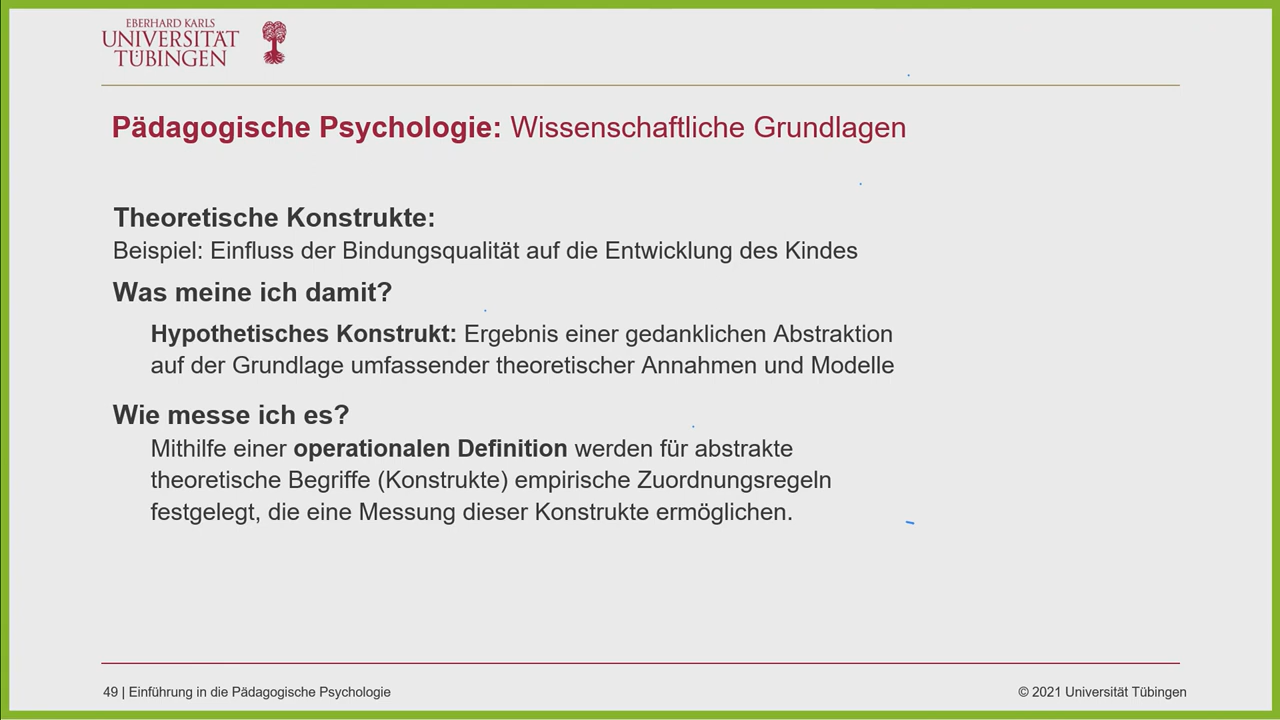 EBERHARD KARLS
UNIVERSITÄT
TÜBINGEN
Pädagogische Psychologie: Wissenschaftliche Grundlagen
Theoretische Konstrukte:
Beispiel: Einfluss der Bindungsqualität auf die Entwicklung des Kindes
Was meine ich damit?
Hypothetisches Konstrukt: Ergebnis einer gedanklichen Abstraktion
auf der Grundlage umfassender theoretischer Annahmen und Modelle
Wie messe ich es?
Mithilfe einer operationalen Definition werden für abstrakte
theoretische Begriffe (Konstrukte) empirische Zuordnungsregeln
festgelegt, die eine Messung dieser Konstrukte ermöglichen.
49 | Einführung in die Pädagogische Psychologie
© 2021 Universität Tübingen